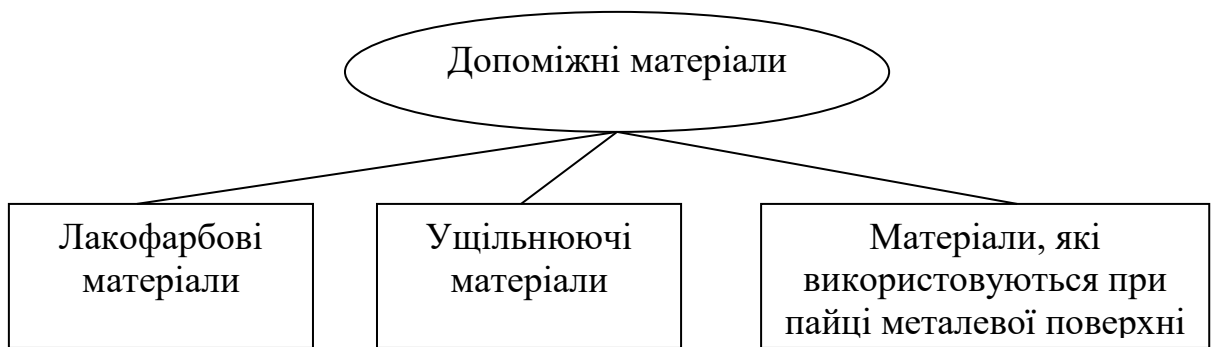 Допоміжні матеріали
Лакофарбові
матеріали
Ущільнюючі
матеріали
Матеріали, які
використовуються при
пайці металевої поверхні